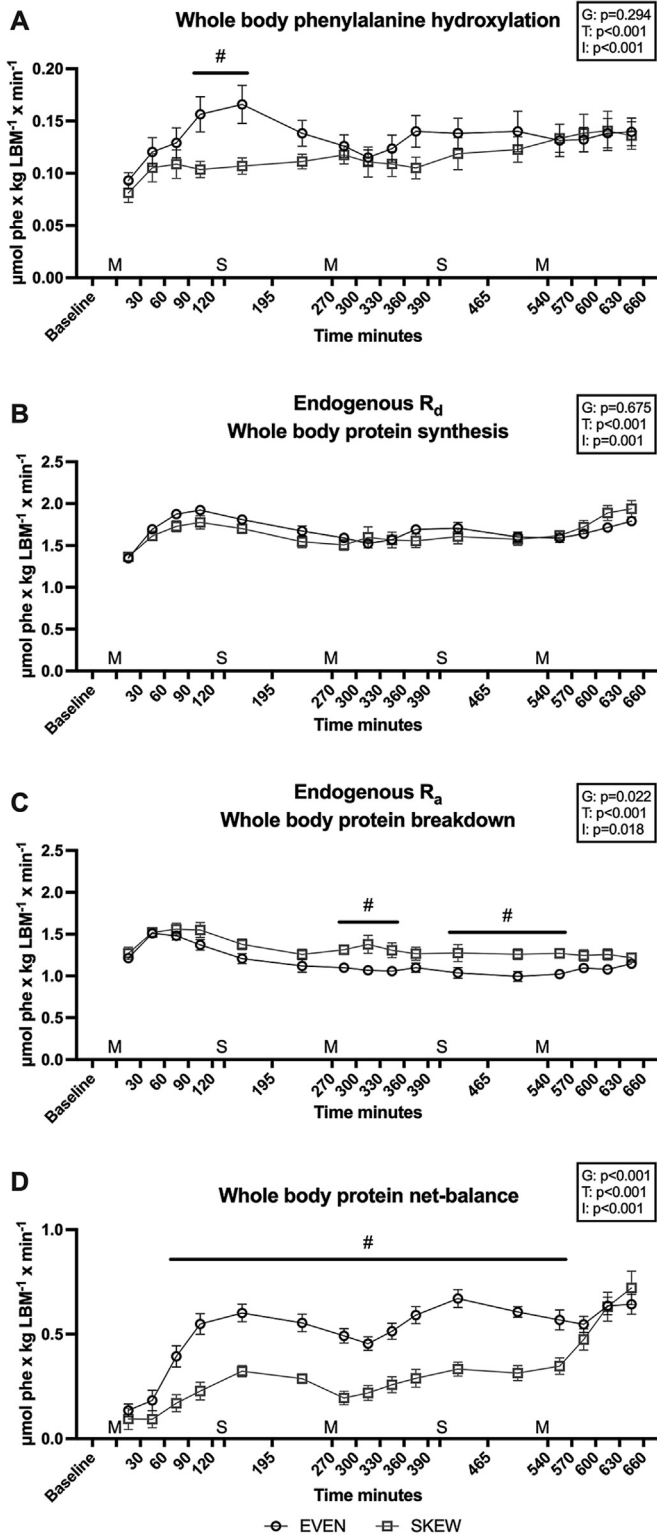 A
Whole body phenylalanine hydroxylation
G: p=0.294
T: p<0.001
I: p<0.001
#
µmol phe x kg LBM⁻¹ x min⁻¹
0.20
0.15
0.10
0.05
0.00
M S M S M
Baseline 30 60 90 120 195 270 300 330 360 390 465 540 570 600 630 660
Time minutes
B
Endogenous Rd
Whole body protein synthesis
G: p=0.675
T: p<0.001
I: p=0.001
µmol phe x kg LBM⁻¹ x min⁻¹
2.5
2.0
1.5
1.0
0.5
0.0
M S M S M
Baseline 30 60 90 120 195 270 300 330 360 390 465 540 570 600 630 660
Time minutes
C
Endogenous Ra
Whole body protein breakdown
G: p=0.022
T: p<0.001
I: p=0.018
# #
µmol phe x kg LBM⁻¹ x min⁻¹
2.5
2.0
1.5
1.0
0.5
0.0
M S M S M
Baseline 30 60 90 120 195 270 300 330 360 390 465 540 570 600 630 660
Time minutes
D
Whole body protein net-balance
G: p<0.001
T: p<0.001
I: p<0.001
#
µmol phe x kg LBM⁻¹ x min⁻¹
1.0
0.5
0.0
M S M S M
Baseline 30 60 90 120 195 270 300 330 360 390 465 540 570 600 630 660
Time minutes
EVEN SKEW